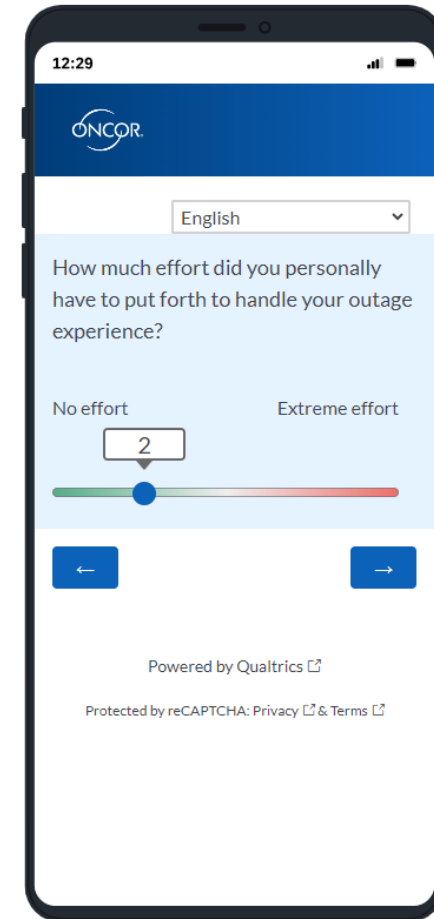 12:29
ONCOR.
English
How much effort did you personally
have to put forth to handle your outage
experience?
No effort Extreme effort
2
← →
Powered by Qualtrics
Protected by reCAPTCHA: Privacy & Terms